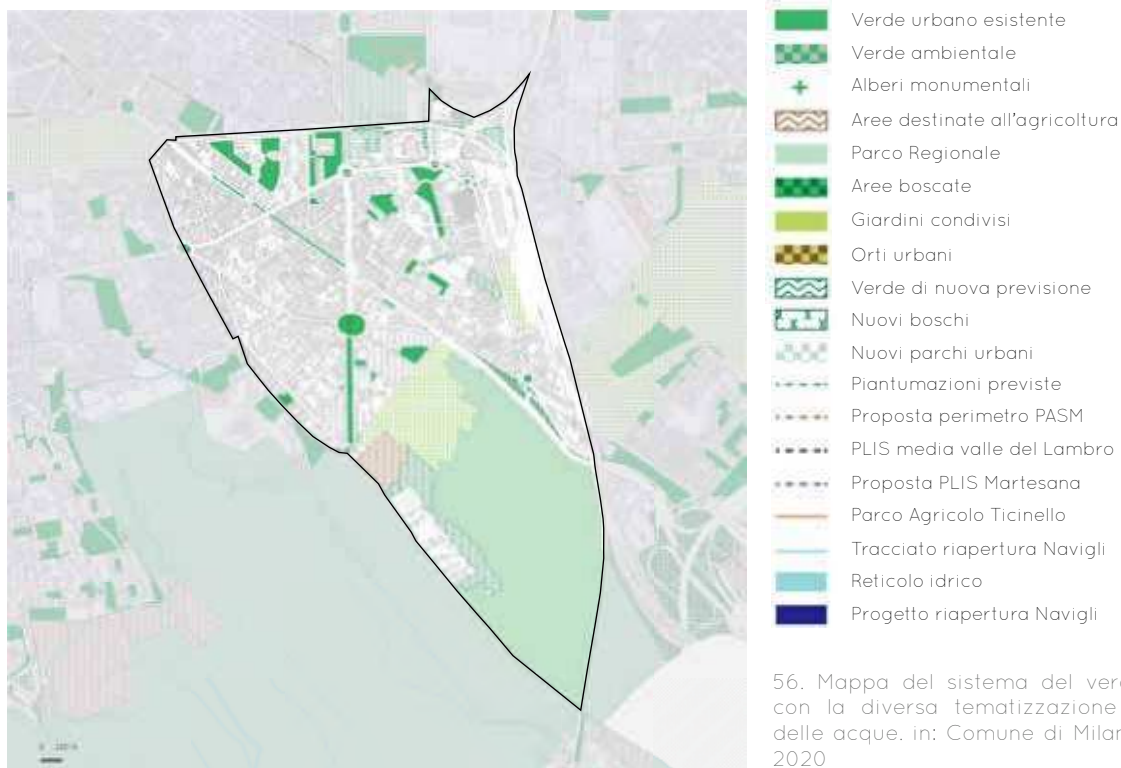 Verde urbano esistente
Verde ambientale
Alberi monumentali
Aree destinate all'agricoltura
Parco Regionale
Aree boscate
Giardini condivisi
Orti urbani
Verde di nuova previsione
Nuovi boschi
Nuovi parchi urbani
Piantumazioni previste
Proposta perimetro PASM
PLIS media valle del Lambro
Proposta PLIS Martesana
Parco Agricolo Ticinello
Tracciato riapertura Navigli
Reticolo idrico
Progetto riapertura Navigli
56. Mappa del sistema del
con la diversa tematizzazione
delle acque. in: Comune di
2020